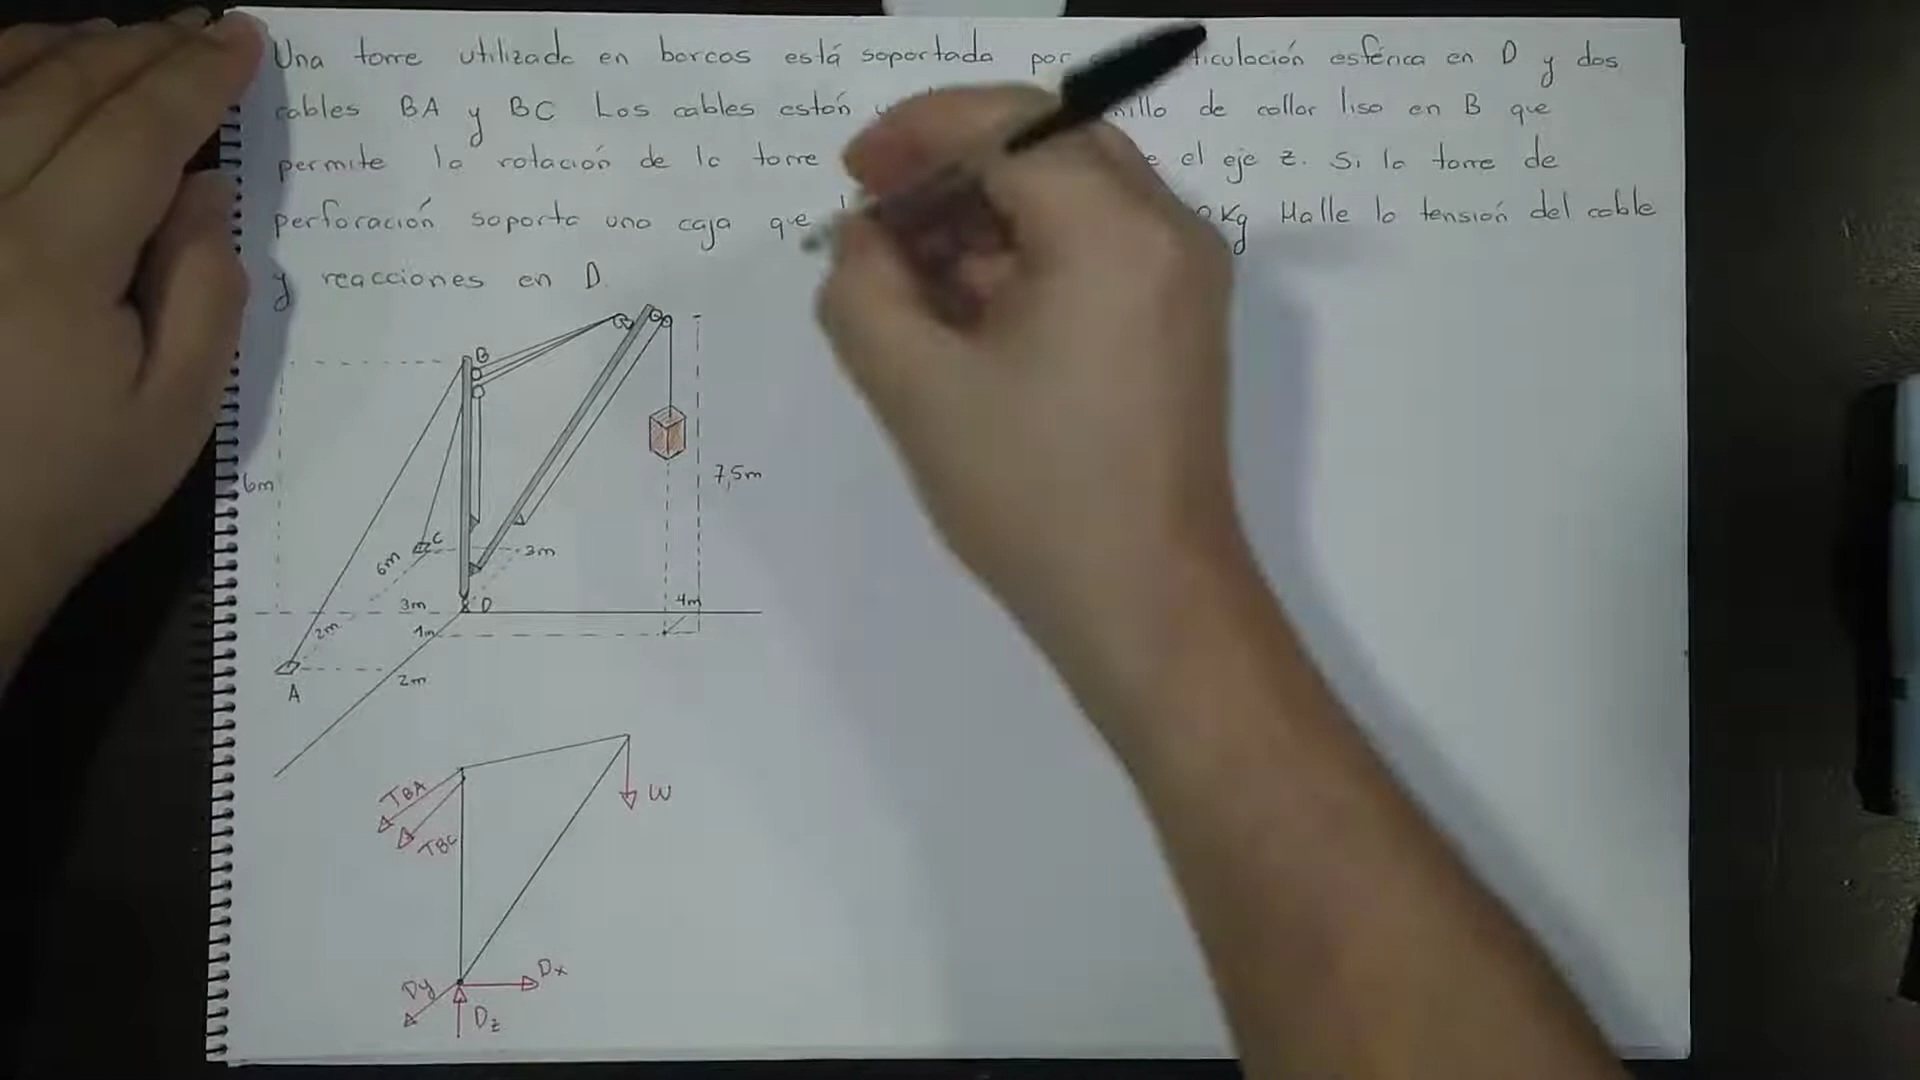 Una torre utilizada en barcos está soportada por ticulación esférica en D y dos
cables BA y BC Los cables están nillo de collar liso en B que
permite la rotación de la torre el eje z. Si la torre de
perforación soporta una caja que Kg Halle la tensión del cable
y reacciones en D.
B
6m
7,5m
C
6m
3m
3m
D
4m
2m
1m
2m
A
TBA
TBC
W
Dx
Dy
Dz